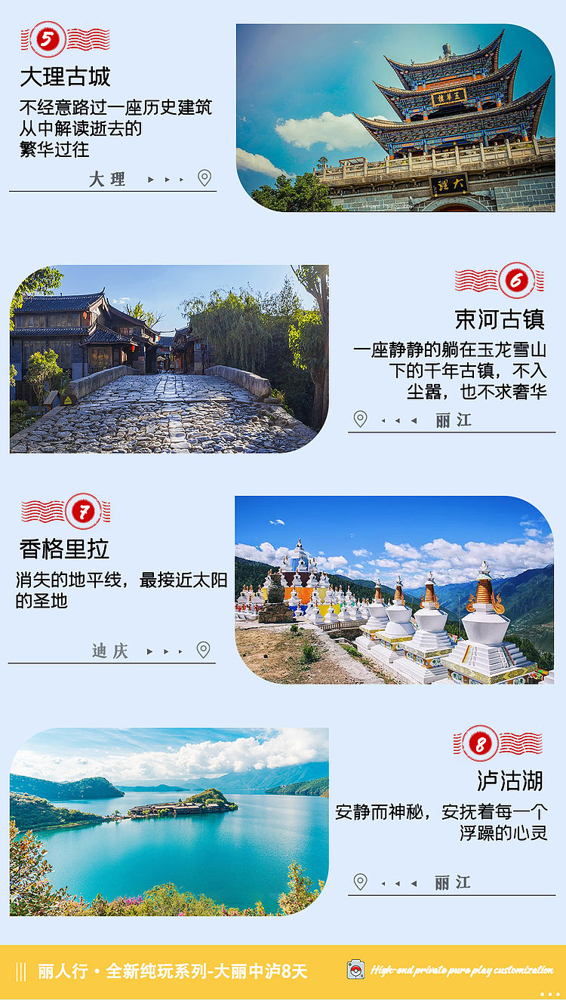 5
大理古城
不经意路过一座历史建筑
从中解读逝去的
繁华过往
大理
五華樓
大理
6
束河古镇
一座静静的躺在玉龙雪山
下的千年古镇，不入
尘嚣，也不求奢华
丽江
7
香格里拉
消失的地平线，最接近太阳
的圣地
迪庆
8
泸沽湖
安静而神秘，安抚着每一个
浮躁的心灵
丽江
丽人行·全新纯玩系列-大丽中泸8天
High-end private pure play customization